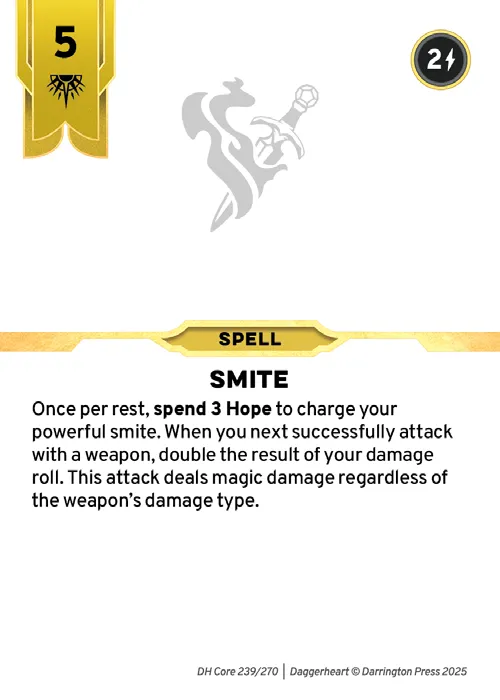 5
2
SPELL
SMITE
Once per rest, spend 3 Hope to charge your
powerful smite. When you next successfully attack
with a weapon, double the result of your damage
roll. This attack deals magic damage regardless of
the weapon’s damage type.
DH Core 239/270 | Daggerheart © Darrington Press 2025